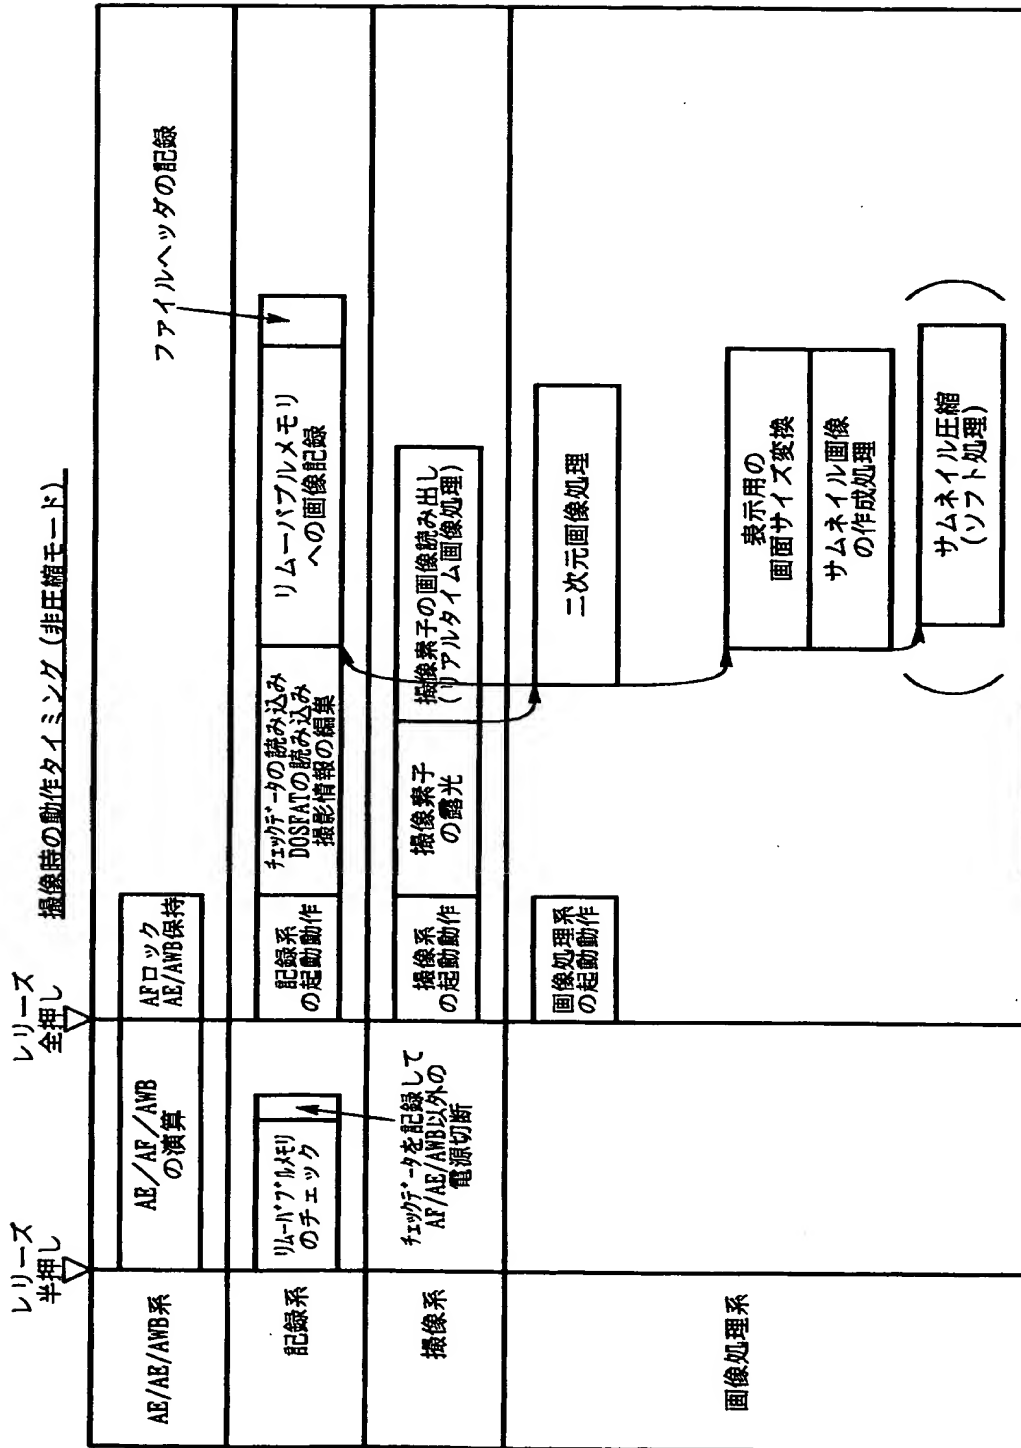 撮像時の動作タイミング (非圧縮モード)
レリーズ
半押し
レリーズ
全押し
AE/AE/AWB系
AE/AF/AWB
の演算
AFロック
AE/AWB保持
ファイルヘッダの記録
記録系
リムーバブルメモリ
のチェック
記録系
の起動動作
チェックデータの読み込み
DOSFATの読み込み
撮影情報の編集
リムーバブルメモリ
への画像記録
撮像系
チェックデータを記録して
AF/AE/AWB以外の
電源切断
撮像系
の起動動作
撮像素子
の露光
撮像素子の画像読み出し
(リアルタイム画像処理)
画像処理系
画像処理系
の起動動作
二次元画像処理
表示用の
画面サイズ変換
サムネイル画像
の作成処理
サムネイル圧縮
(ソフト処理)